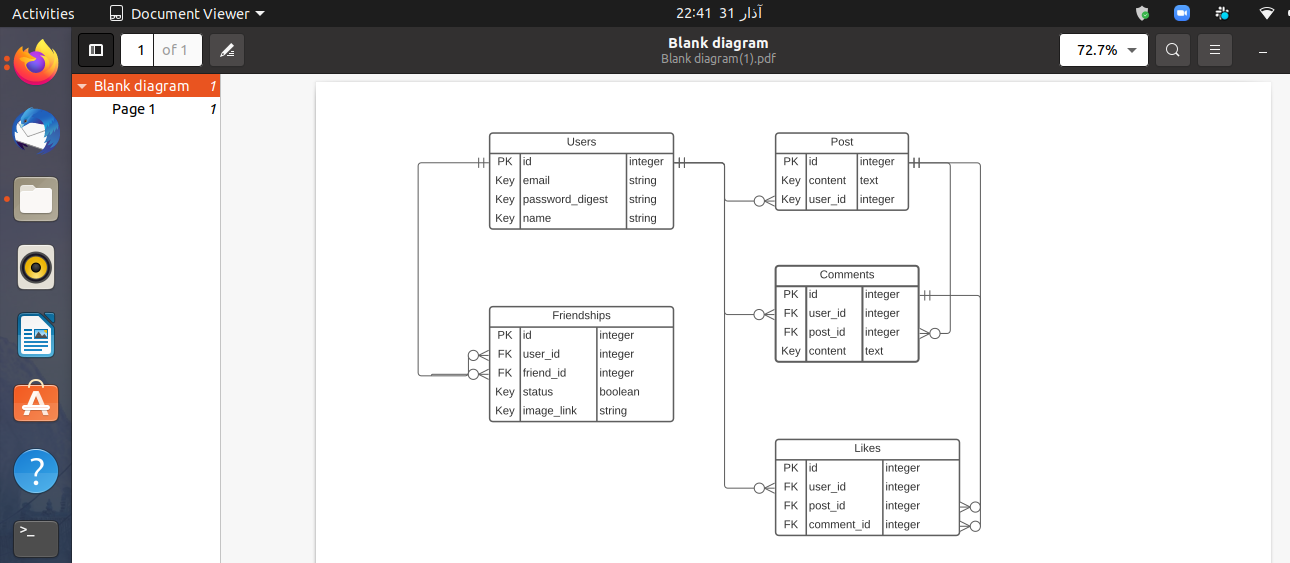 Activities Document Viewer 22:41 31 آذار
1 of 1 Blank diagram 72.7%
Blank diagram(1).pdf
Blank diagram 1
Page 1 1
Users
PK id integer
Key email string
Key password_digest string
Key name string
Post
PK id integer
Key content text
Key user_id integer
Comments
PK id integer
FK user_id integer
FK post_id integer
Key content text
Friendships
PK id integer
FK user_id integer
FK friend_id integer
Key status boolean
Key image_link string
Likes
PK id integer
FK user_id integer
FK post_id integer
FK comment_id integer